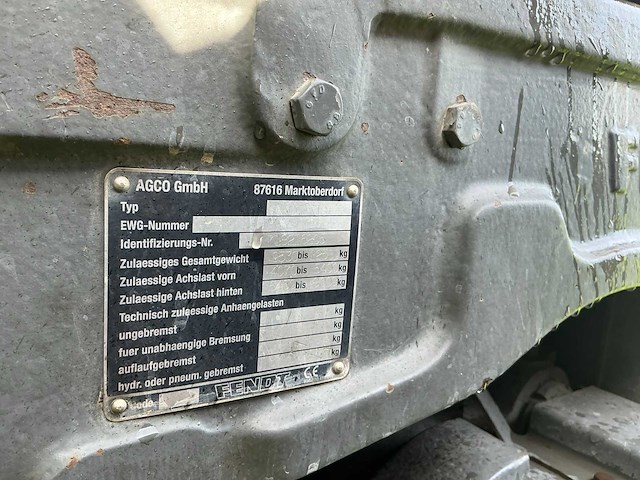 AGCO GmbH 87616 Marktoberdorf
Typ
EWG-Nummer
Identifizierungs-Nr.
Zulaessiges Gesamtgewicht bis kg
Zulaessige Achslast vorn bis kg
Zulaessige Achslast hinten bis kg
Technisch zulaessige Anhaengelasten
ungebremst kg
fuer unabhaengige Bremsung kg
auflaufgebremst kg
hydr. oder pneum. gebremst kg
Code FENDT CE